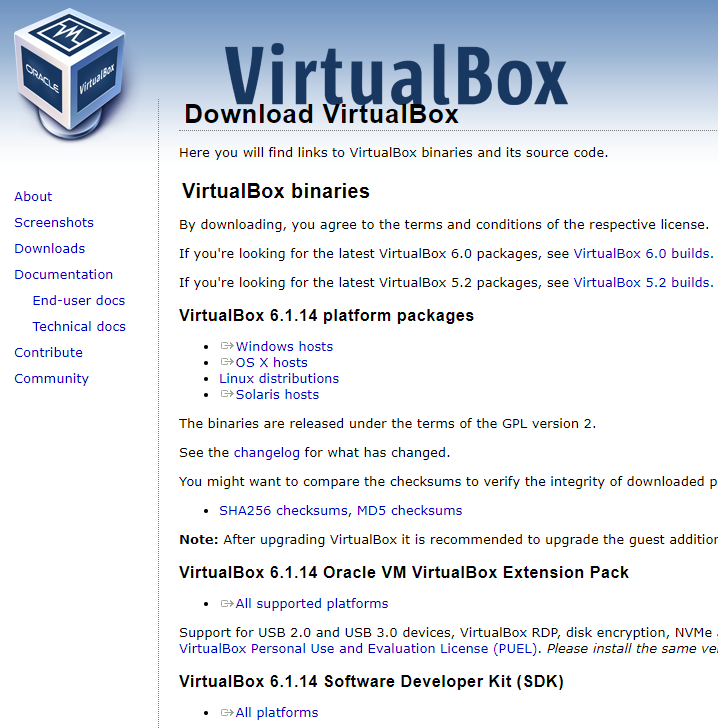 ORACLE
VirtualBox
VirtualBox
Download VirtualBox
Here you will find links to VirtualBox binaries and its source code.
About
Screenshots
Downloads
Documentation
End-user docs
Technical docs
Contribute
Community
VirtualBox binaries
By downloading, you agree to the terms and conditions of the respective license.
If you're looking for the latest VirtualBox 6.0 packages, see VirtualBox 6.0 builds.
If you're looking for the latest VirtualBox 5.2 packages, see VirtualBox 5.2 builds.
VirtualBox 6.1.14 platform packages
Windows hosts
OS X hosts
Linux distributions
Solaris hosts
The binaries are released under the terms of the GPL version 2.
See the changelog for what has changed.
You might want to compare the checksums to verify the integrity of downloaded p
SHA256 checksums, MD5 checksums
Note: After upgrading VirtualBox it is recommended to upgrade the guest addition
VirtualBox 6.1.14 Oracle VM VirtualBox Extension Pack
All supported platforms
Support for USB 2.0 and USB 3.0 devices, VirtualBox RDP, disk encryption, NVMe
VirtualBox Personal Use and Evaluation License (PUEL). Please install the same ve
VirtualBox 6.1.14 Software Developer Kit (SDK)
All platforms